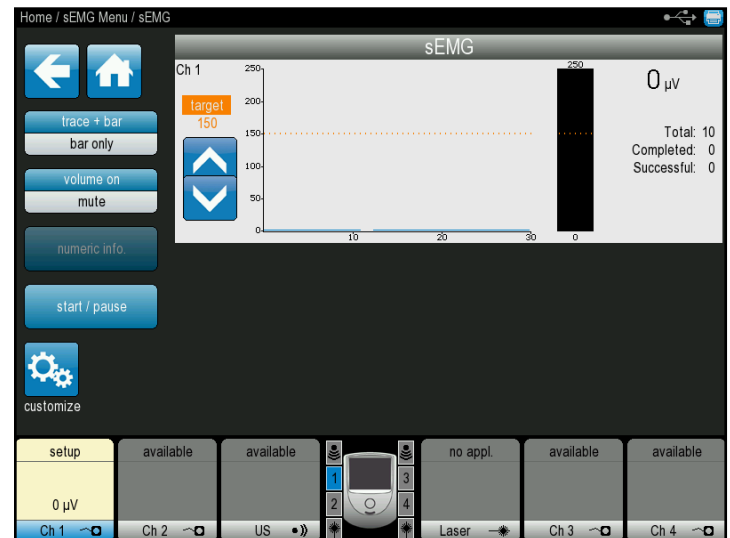 Home / sEMG Menu / sEMG
sEMG
Ch 1
250
200
150
100
50
0
10
20
30
target
150
250
0
0 µV
Total: 10
Completed: 0
Successful: 0
trace + bar
bar only
volume on
mute
numeric info.
start / pause
customize
setup
0 µV
Ch 1
available
Ch 2
available
US
1
2
3
4
no appl.
Laser
available
Ch 3
available
Ch 4